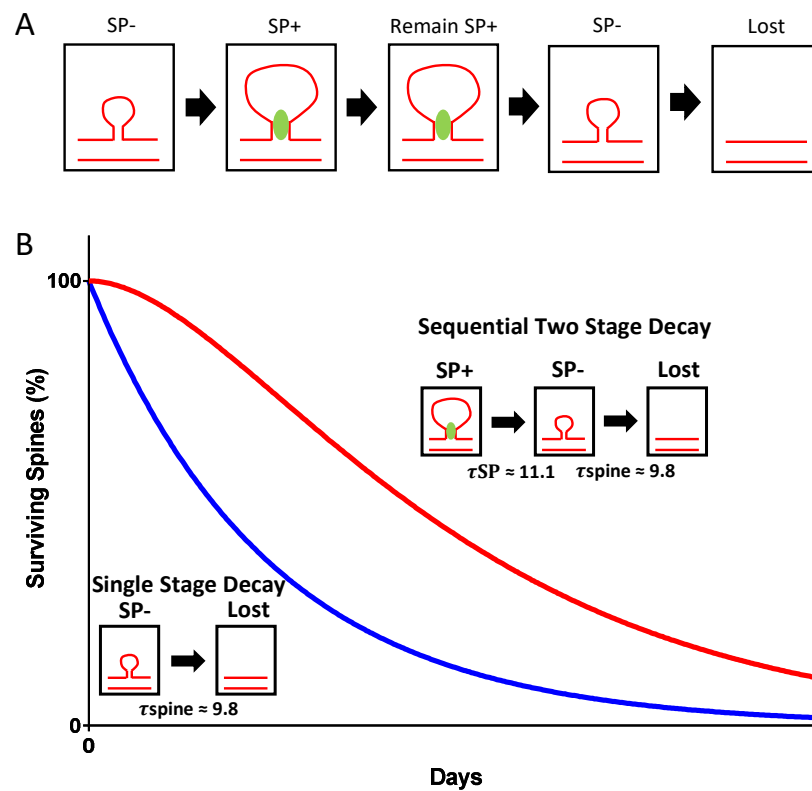 A
SP- SP+ Remain SP+ SP- Lost
B
100
Surviving Spines (%)
Sequential Two Stage Decay
SP+ SP- Lost
τSP ≈ 11.1 τspine ≈ 9.8
Single Stage Decay
SP- Lost
τspine ≈ 9.8
0
0
Days